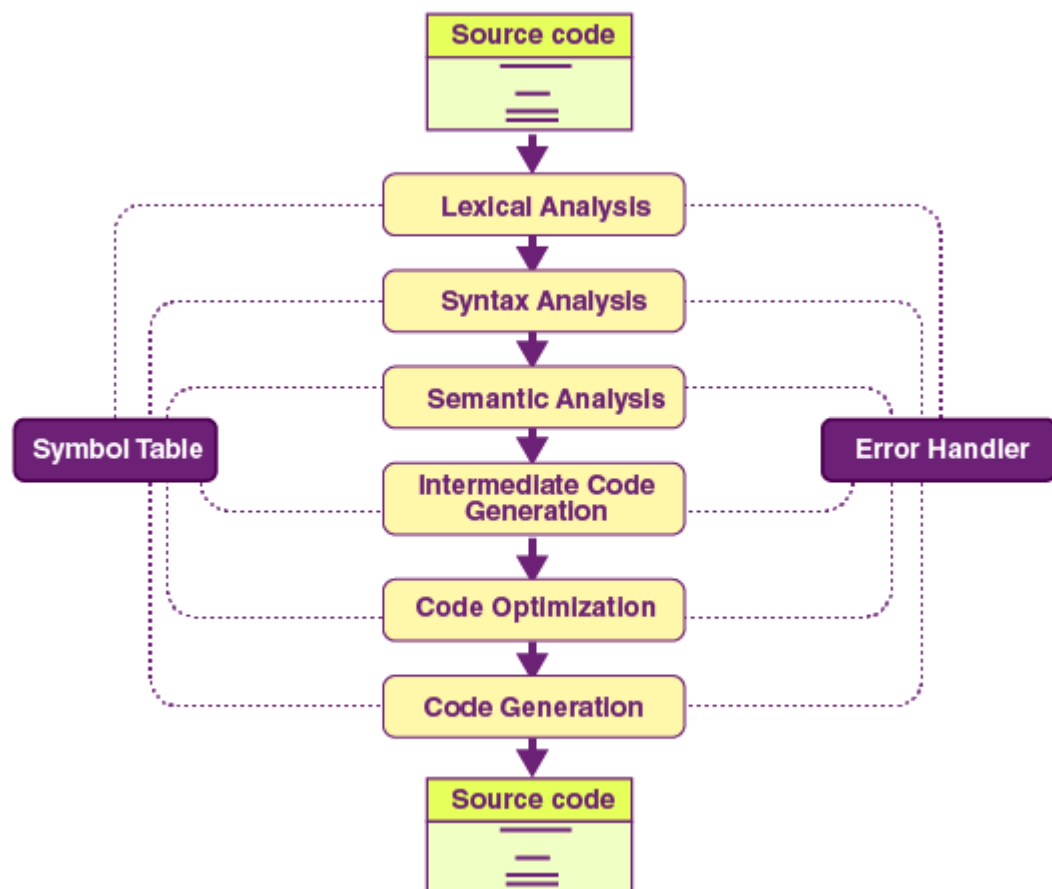 Source code
Lexical Analysis
Syntax Analysis
Semantic Analysis
Symbol Table
Error Handler
Intermediate Code
Generation
Code Optimization
Code Generation
Source code